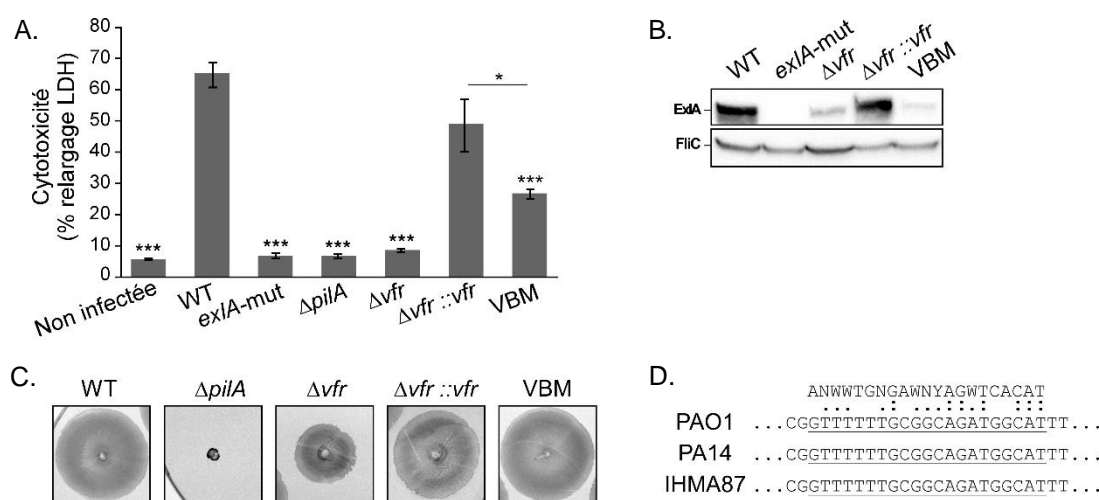 A.
Cytotoxicité
(% relargage LDH)
80
70
60
50
40
30
20
10
0
***
***
***
***
*
***
Non infectée
WT
exlA-mut
ΔpilA
Δvfr
Δvfr ::vfr
VBM
B.
WT
exlA-mut
Δvfr
Δvfr ::vfr
VBM
ExlA
FliC
C.
WT
ΔpilA
Δvfr
Δvfr ::vfr
VBM
D.
ANWWTGNGAWNYAGWTCACAT
PAO1 ...CGGTTTTTTGCGGCAGATGGCATTT...
PA14 ...CGGTTTTTTGCGGCAGATGGCATTT...
IHMA87 ...CGGTTTTTTGCGGCAGATGGCATTT...